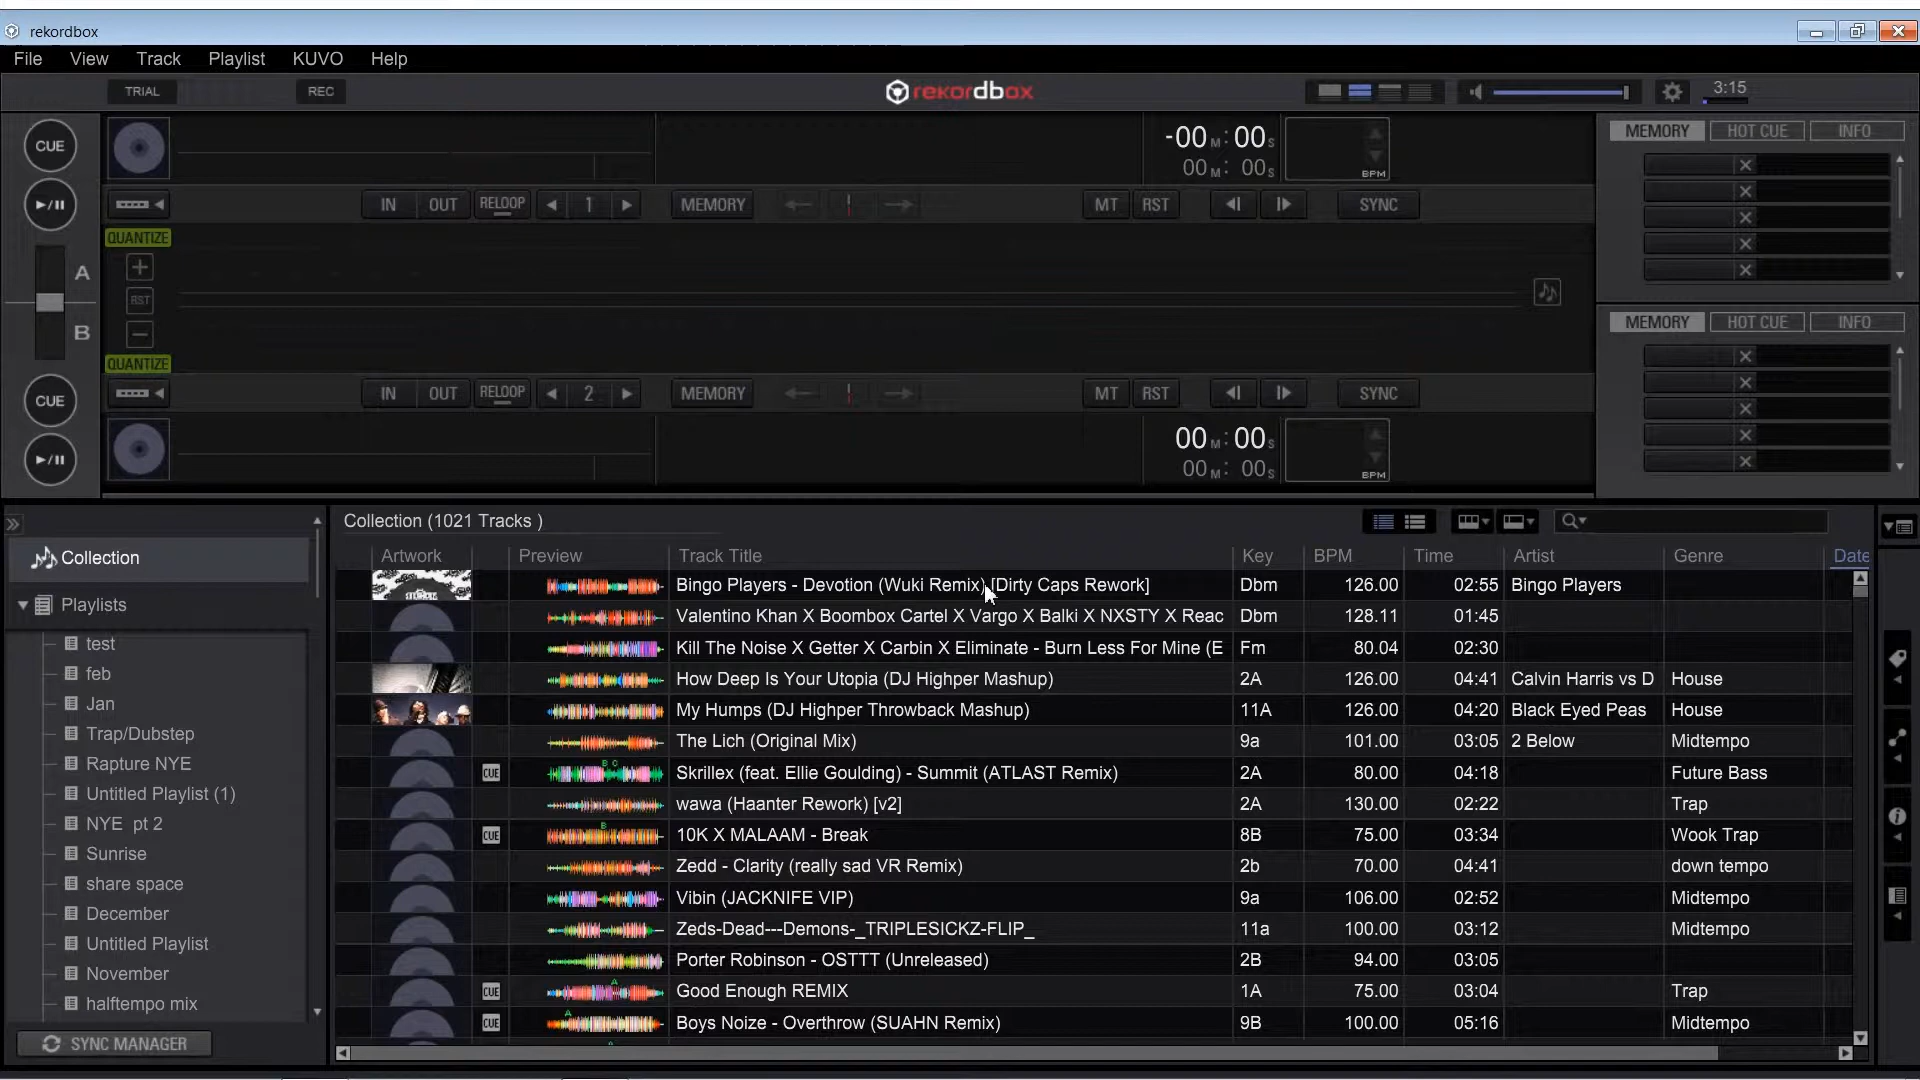 rekordbox
File View Track Playlist KUVO Help
TRIAL REC rekordbox 3:15
CUE -00 M: 00 S BPM MEMORY HOT CUE INFO
00 M: 00 S
IN OUT RELOOP 1 MEMORY MT RST SYNC
QUANTIZE
A
RST
B
QUANTIZE
MEMORY HOT CUE INFO
CUE IN OUT RELOOP 2 MEMORY MT RST SYNC
00 M: 00 S
00 M: 00 S BPM
Collection (1021 Tracks )
Collection
Playlists
test
feb
Jan
Trap/Dubstep
Rapture NYE
Untitled Playlist (1)
NYE pt 2
Sunrise
share space
December
Untitled Playlist
November
halftempo mix
SYNC MANAGER
Artwork Preview Track Title Key BPM Time Artist Genre Date
Bingo Players - Devotion (Wuki Remix) [Dirty Caps Rework] Dbm 126.00 02:55 Bingo Players
Valentino Khan X Boombox Cartel X Vargo X Balki X NXSTY X Reac Dbm 128.11 01:45
Kill The Noise X Getter X Carbin X Eliminate - Burn Less For Mine (E Fm 80.04 02:30
How Deep Is Your Utopia (DJ Highper Mashup) 2A 126.00 04:41 Calvin Harris vs D House
My Humps (DJ Highper Throwback Mashup) 11A 126.00 04:20 Black Eyed Peas House
The Lich (Original Mix) 9a 101.00 03:05 2 Below Midtempo
CUE B C Skrillex (feat. Ellie Goulding) - Summit (ATLAST Remix) 2A 80.00 04:18 Future Bass
wawa (Haanter Rework) [v2] 2A 130.00 02:22 Trap
CUE B 10K X MALAAM - Break 8B 75.00 03:34 Wook Trap
Zedd - Clarity (really sad VR Remix) 2b 70.00 04:41 down tempo
Vibin (JACKNIFE VIP) 9a 106.00 02:52 Midtempo
Zeds-Dead---Demons-_TRIPLESICKZ-FLIP_ 11a 100.00 03:12 Midtempo
Porter Robinson - OSTTT (Unreleased) 2B 94.00 03:05
CUE A Good Enough REMIX 1A 75.00 03:04 Trap
CUE A Boys Noize - Overthrow (SUAHN Remix) 9B 100.00 05:16 Midtempo